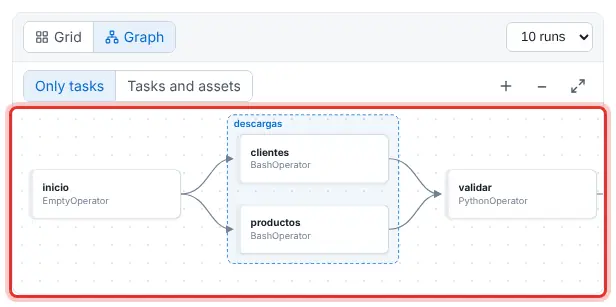 Grid
Graph
10 runs
Only tasks
Tasks and assets
descargas
clientes
BashOperator
inicio
EmptyOperator
validar
PythonOperator
productos
BashOperator